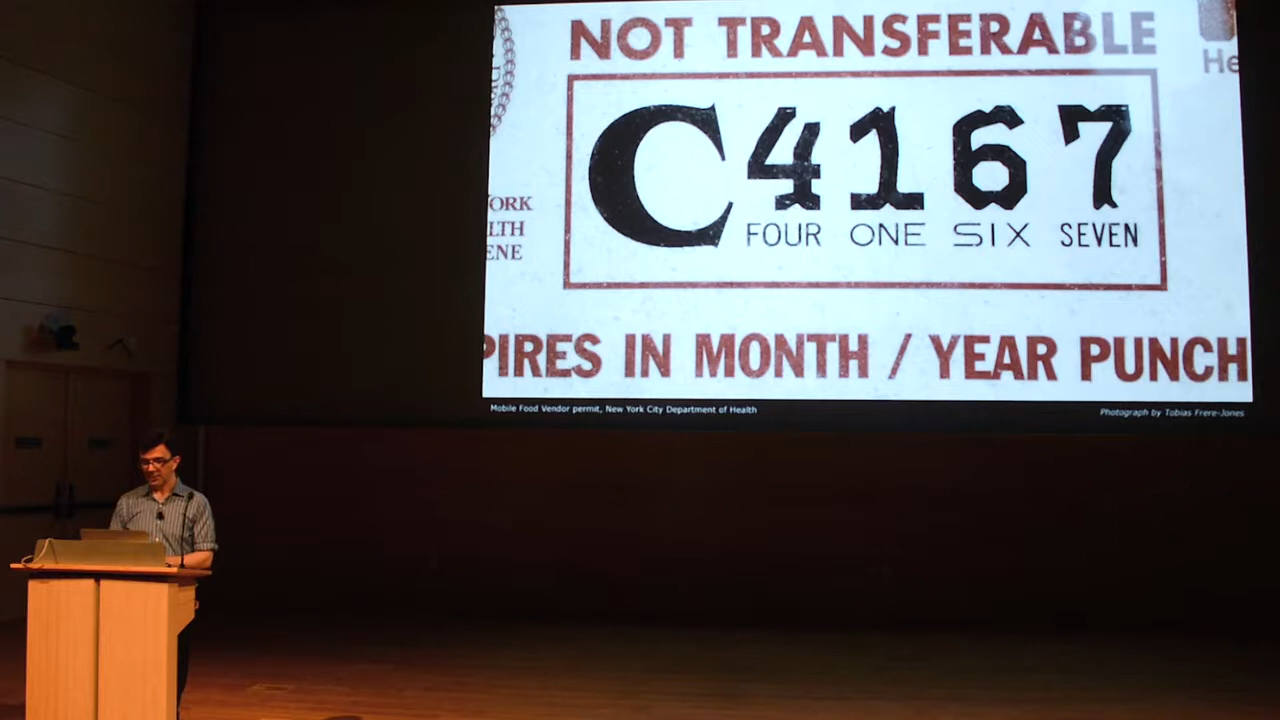 NOT TRANSFERABLE
He
C4167
FOUR ONE SIX SEVEN
ORK
LTH
ENE
PIRES IN MONTH / YEAR PUNCH
Mobile Food Vendor permit, New York City Department of Health
Photograph by Tobias Frere-Jones